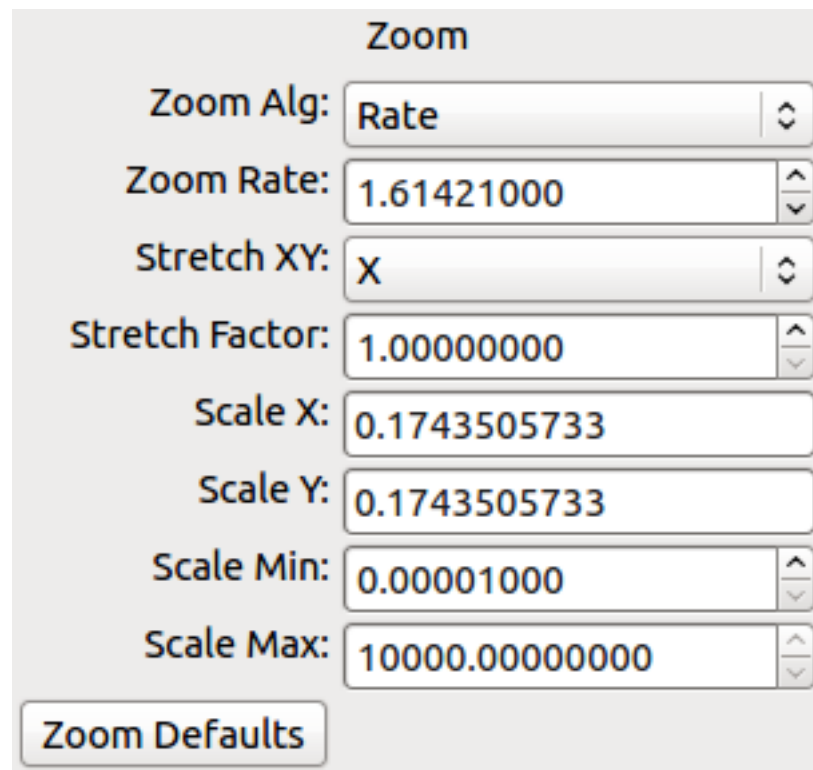 Zoom
Zoom Alg: Rate
Zoom Rate: 1.61421000
Stretch XY: X
Stretch Factor: 1.00000000
Scale X: 0.1743505733
Scale Y: 0.1743505733
Scale Min: 0.00001000
Scale Max: 10000.00000000
Zoom Defaults